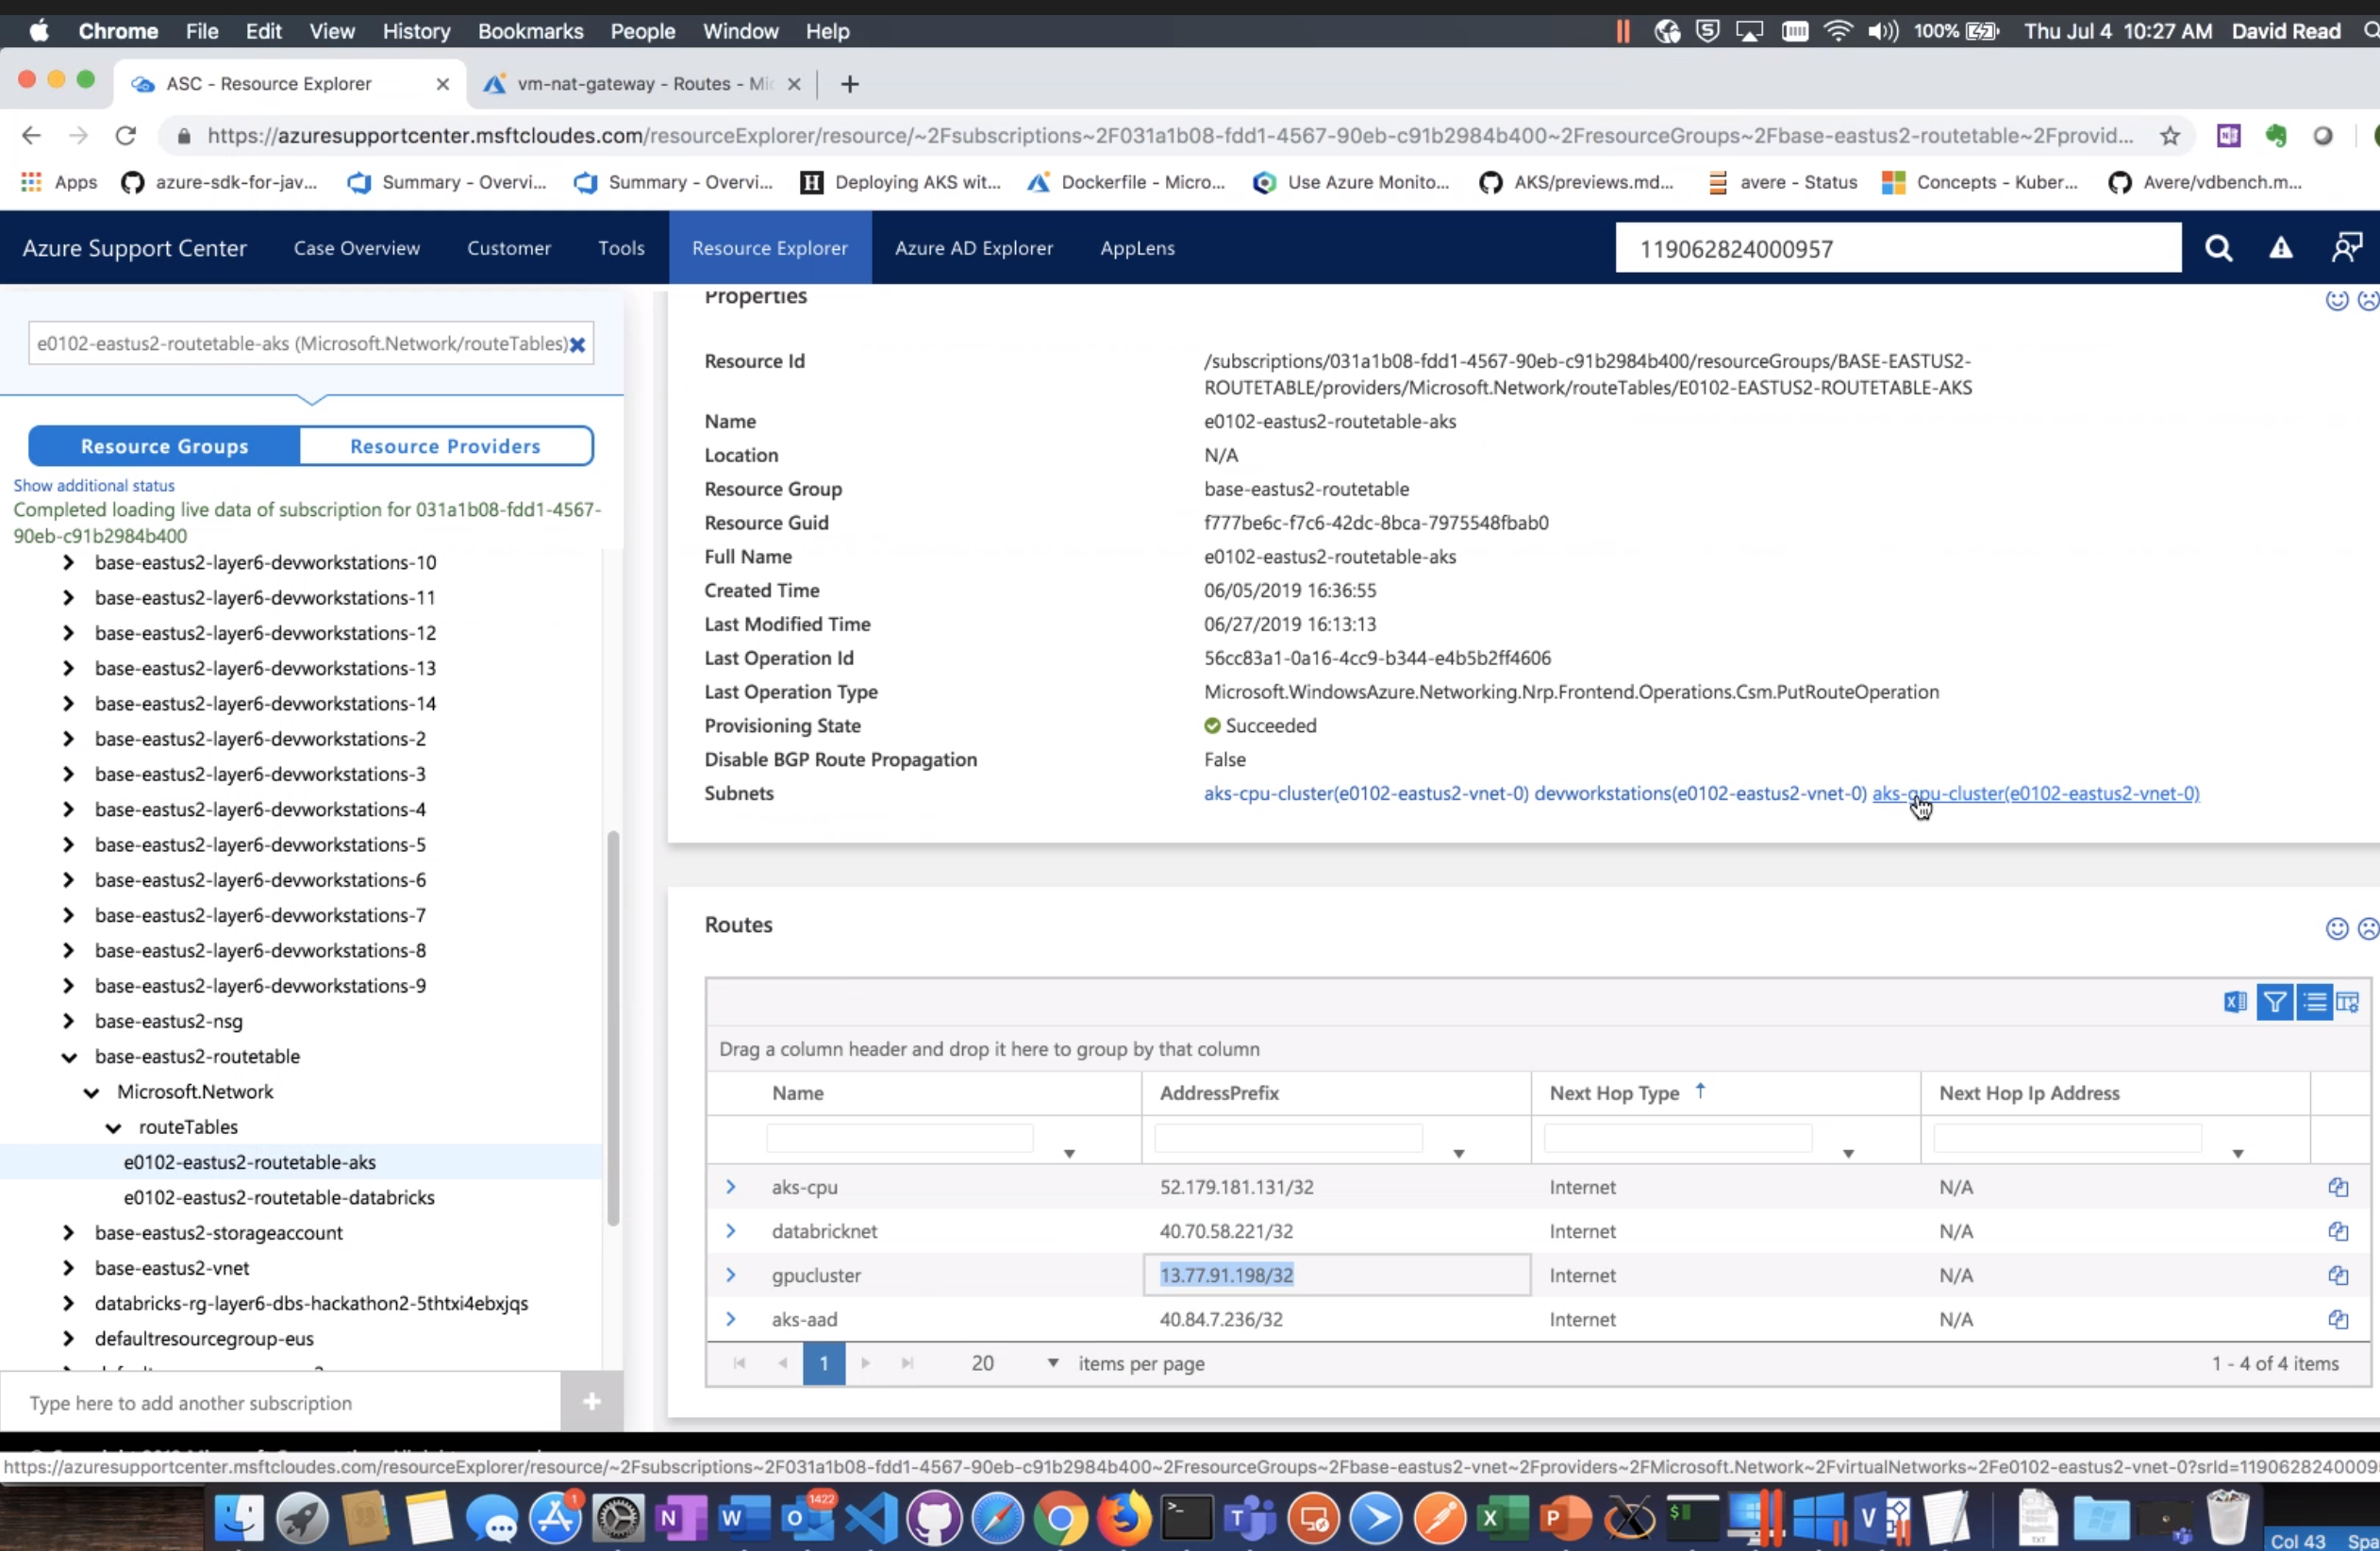 Chrome File Edit View History Bookmarks People Window Help 100% Thu Jul 4 10:27 AM David Read
ASC - Resource Explorer
vm-nat-gateway - Routes - Mic
https://azuresupportcenter.msftcloudes.com/resourceExplorer/resource/~2Fsubscriptions~2F031a1b08-fdd1-4567-90eb-c91b2984b400~2FresourceGroups~2Fbase-eastus2-routetable~2Fprovid...
Apps azure-sdk-for-jav... Summary - Overvi... Summary - Overvi... Deploying AKS wit... Dockerfile - Micro... Use Azure Monito... AKS/previews.md... avere - Status Concepts - Kuber... Avere/vdbench.m...
Azure Support Center Case Overview Customer Tools Resource Explorer Azure AD Explorer AppLens 119062824000957
e0102-eastus2-routetable-aks (Microsoft.Network/routeTables)
Resource Groups Resource Providers
Show additional status
Completed loading live data of subscription for 031a1b08-fdd1-4567-
90eb-c91b2984b400
base-eastus2-layer6-devworkstations-10
base-eastus2-layer6-devworkstations-11
base-eastus2-layer6-devworkstations-12
base-eastus2-layer6-devworkstations-13
base-eastus2-layer6-devworkstations-14
base-eastus2-layer6-devworkstations-2
base-eastus2-layer6-devworkstations-3
base-eastus2-layer6-devworkstations-4
base-eastus2-layer6-devworkstations-5
base-eastus2-layer6-devworkstations-6
base-eastus2-layer6-devworkstations-7
base-eastus2-layer6-devworkstations-8
base-eastus2-layer6-devworkstations-9
base-eastus2-nsg
base-eastus2-routetable
Microsoft.Network
routeTables
e0102-eastus2-routetable-aks
e0102-eastus2-routetable-databricks
base-eastus2-storageaccount
base-eastus2-vnet
databricks-rg-layer6-dbs-hackathon2-5thtxi4ebxjqs
defaultresourcegroup-eus
Type here to add another subscription
Properties
Resource Id /subscriptions/031a1b08-fdd1-4567-90eb-c91b2984b400/resourceGroups/BASE-EASTUS2-
ROUTETABLE/providers/Microsoft.Network/routeTables/E0102-EASTUS2-ROUTETABLE-AKS
Name e0102-eastus2-routetable-aks
Location N/A
Resource Group base-eastus2-routetable
Resource Guid f777be6c-f7c6-42dc-8bca-7975548fbab0
Full Name e0102-eastus2-routetable-aks
Created Time 06/05/2019 16:36:55
Last Modified Time 06/27/2019 16:13:13
Last Operation Id 56cc83a1-0a16-4cc9-b344-e4b5b2ff4606
Last Operation Type Microsoft.WindowsAzure.Networking.Nrp.Frontend.Operations.Csm.PutRouteOperation
Provisioning State Succeeded
Disable BGP Route Propagation False
Subnets aks-cpu-cluster(e0102-eastus2-vnet-0) devworkstations(e0102-eastus2-vnet-0) aks-gpu-cluster(e0102-eastus2-vnet-0)
Routes
Drag a column header and drop it here to group by that column
Name AddressPrefix Next Hop Type ↑ Next Hop Ip Address
aks-cpu 52.179.181.131/32 Internet N/A
databricknet 40.70.58.221/32 Internet N/A
gpucluster 13.77.91.198/32 Internet N/A
aks-aad 40.84.7.236/32 Internet N/A
1 20 items per page 1 - 4 of 4 items
https://azuresupportcenter.msftcloudes.com/resourceExplorer/resource/~2Fsubscriptions~2F031a1b08-fdd1-4567-90eb-c91b2984b400~2FresourceGroups~2Fbase-eastus2-vnet~2Fproviders~2FMicrosoft.Network~2FvirtualNetworks~2Fe0102-eastus2-vnet-0?srId=1190628240009
1 1422
Col 43 Spa